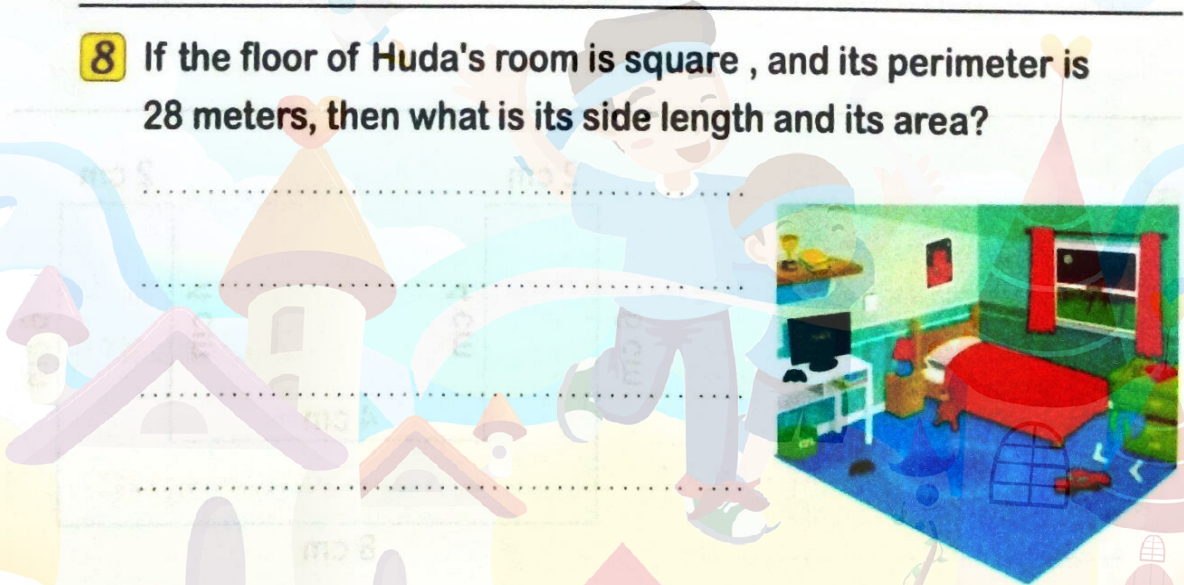 8 If the floor of Huda's room is square , and its perimeter is
28 meters, then what is its side length and its area?